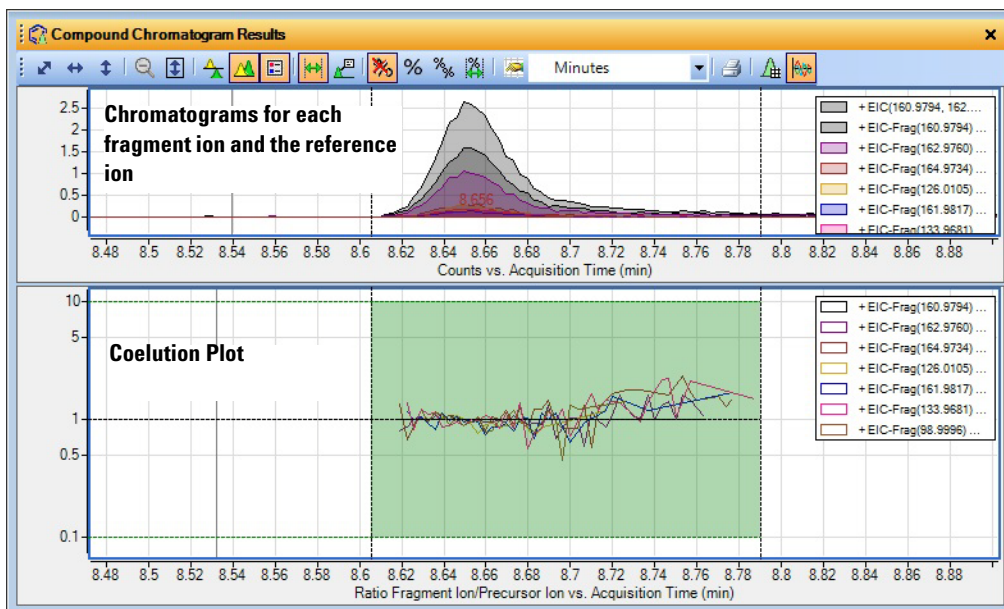 Compound Chromatogram Results
Minutes
Chromatograms for each
fragment ion and the reference
ion
2.5
2
1.5
1
0.5
0
8.656
+ EIC(160.9794, 162....
+ EIC-Frag(160.9794) ...
+ EIC-Frag(162.9760) ...
+ EIC-Frag(164.9734) ...
+ EIC-Frag(126.0105) ...
+ EIC-Frag(161.9817) ...
+ EIC-Frag(133.9681) ...
8.48 8.5 8.52 8.54 8.56 8.58 8.6 8.62 8.64 8.66 8.68 8.7 8.72 8.74 8.76 8.78 8.8 8.82 8.84 8.86 8.88
Counts vs. Acquisition Time (min)
Coelution Plot
10
5
1
0.5
0.1
+ EIC-Frag(160.9794) ...
+ EIC-Frag(162.9760) ...
+ EIC-Frag(164.9734) ...
+ EIC-Frag(126.0105) ...
+ EIC-Frag(161.9817) ...
+ EIC-Frag(133.9681) ...
+ EIC-Frag(98.9996) ...
8.48 8.5 8.52 8.54 8.56 8.58 8.6 8.62 8.64 8.66 8.68 8.7 8.72 8.74 8.76 8.78 8.8 8.82 8.84 8.86 8.88
Ratio Fragment Ion/Precursor Ion vs. Acquisition Time (min)